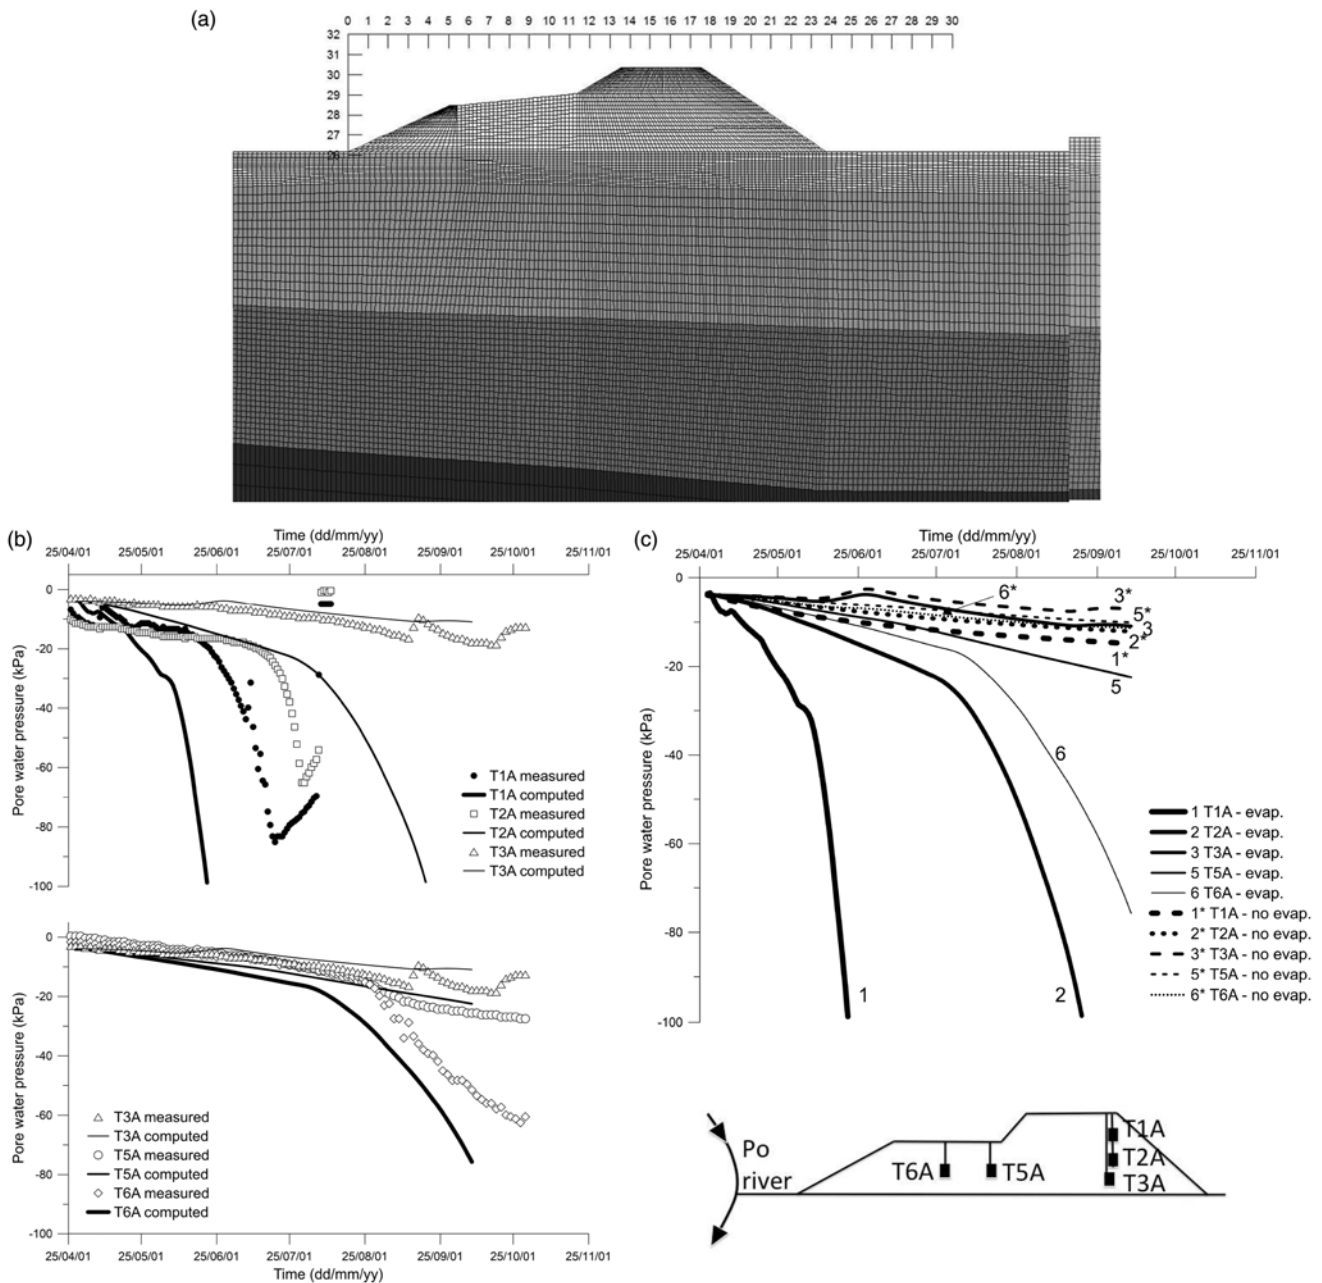 (a)
0 1 2 3 4 5 6 7 8 9 10 11 12 13 14 15 16 17 18 19 20 21 22 23 24 25 26 27 28 29 30
32
31
30
29
28
27
26
(b)
Time (dd/mm/yy)
25/04/01 25/05/01 25/06/01 25/07/01 25/08/01 25/09/01 25/10/01 25/11/01
Pore water pressure (kPa)
0
-20
-40
-60
-80
-100
T1A measured
T1A computed
T2A measured
T2A computed
T3A measured
T3A computed
Pore water pressure (kPa)
0
-20
-40
-60
-80
-100
T3A measured
T3A computed
T5A measured
T5A computed
T6A measured
T6A computed
25/04/01 25/05/01 25/06/01 25/07/01 25/08/01 25/09/01 25/10/01 25/11/01
Time (dd/mm/yy)
(c)
Time (dd/mm/yy)
25/04/01 25/05/01 25/06/01 25/07/01 25/08/01 25/09/01 25/10/01 25/11/01
Pore water pressure (kPa)
0
-20
-40
-60
-80
-100
6*
3*
5*
3
2*
1*
5
6
1
2
1 T1A - evap.
2 T2A - evap.
3 T3A - evap.
5 T5A - evap.
6 T6A - evap.
1* T1A - no evap.
2* T2A - no evap.
3* T3A - no evap.
5* T5A - no evap.
6* T6A - no evap.
Po
river
T6A
T5A
T1A
T2A
T3A